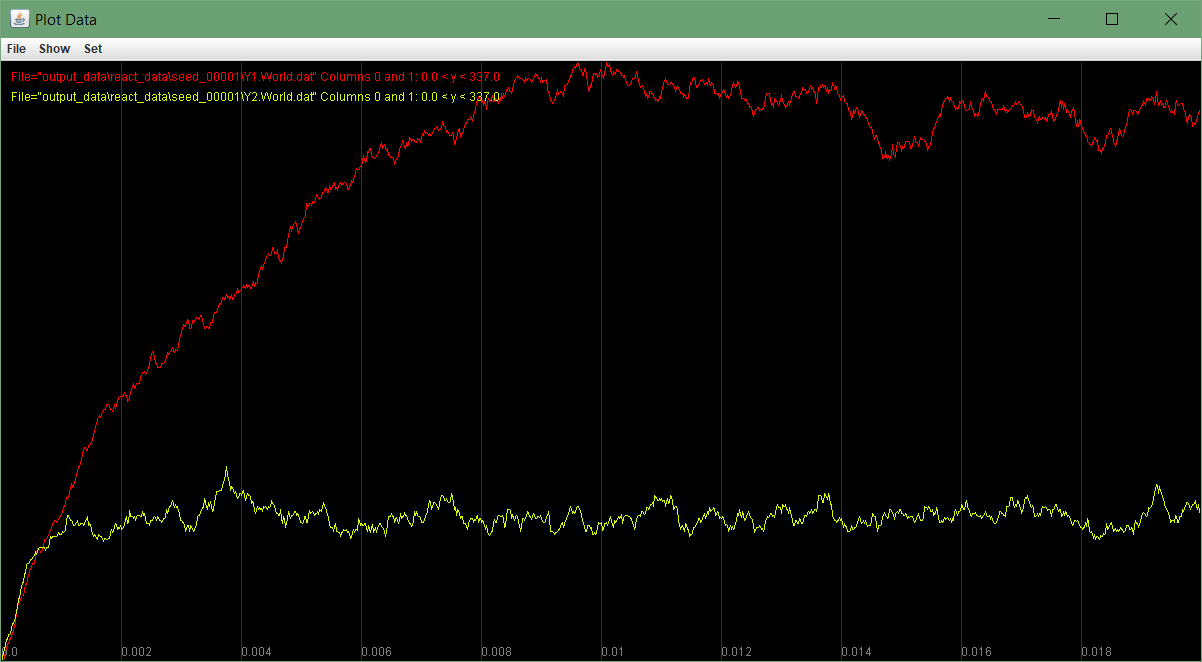 Plot Data
File Show Set
File="output_data\react_data\seed_00001\Y1.World.dat" Columns 0 and 1: 0.0 < y < 337.0
File="output_data\react_data\seed_00001\Y2.World.dat" Columns 0 and 1: 0.0 < y < 337.0
0.0 0.002 0.004 0.006 0.008 0.01 0.012 0.014 0.016 0.018